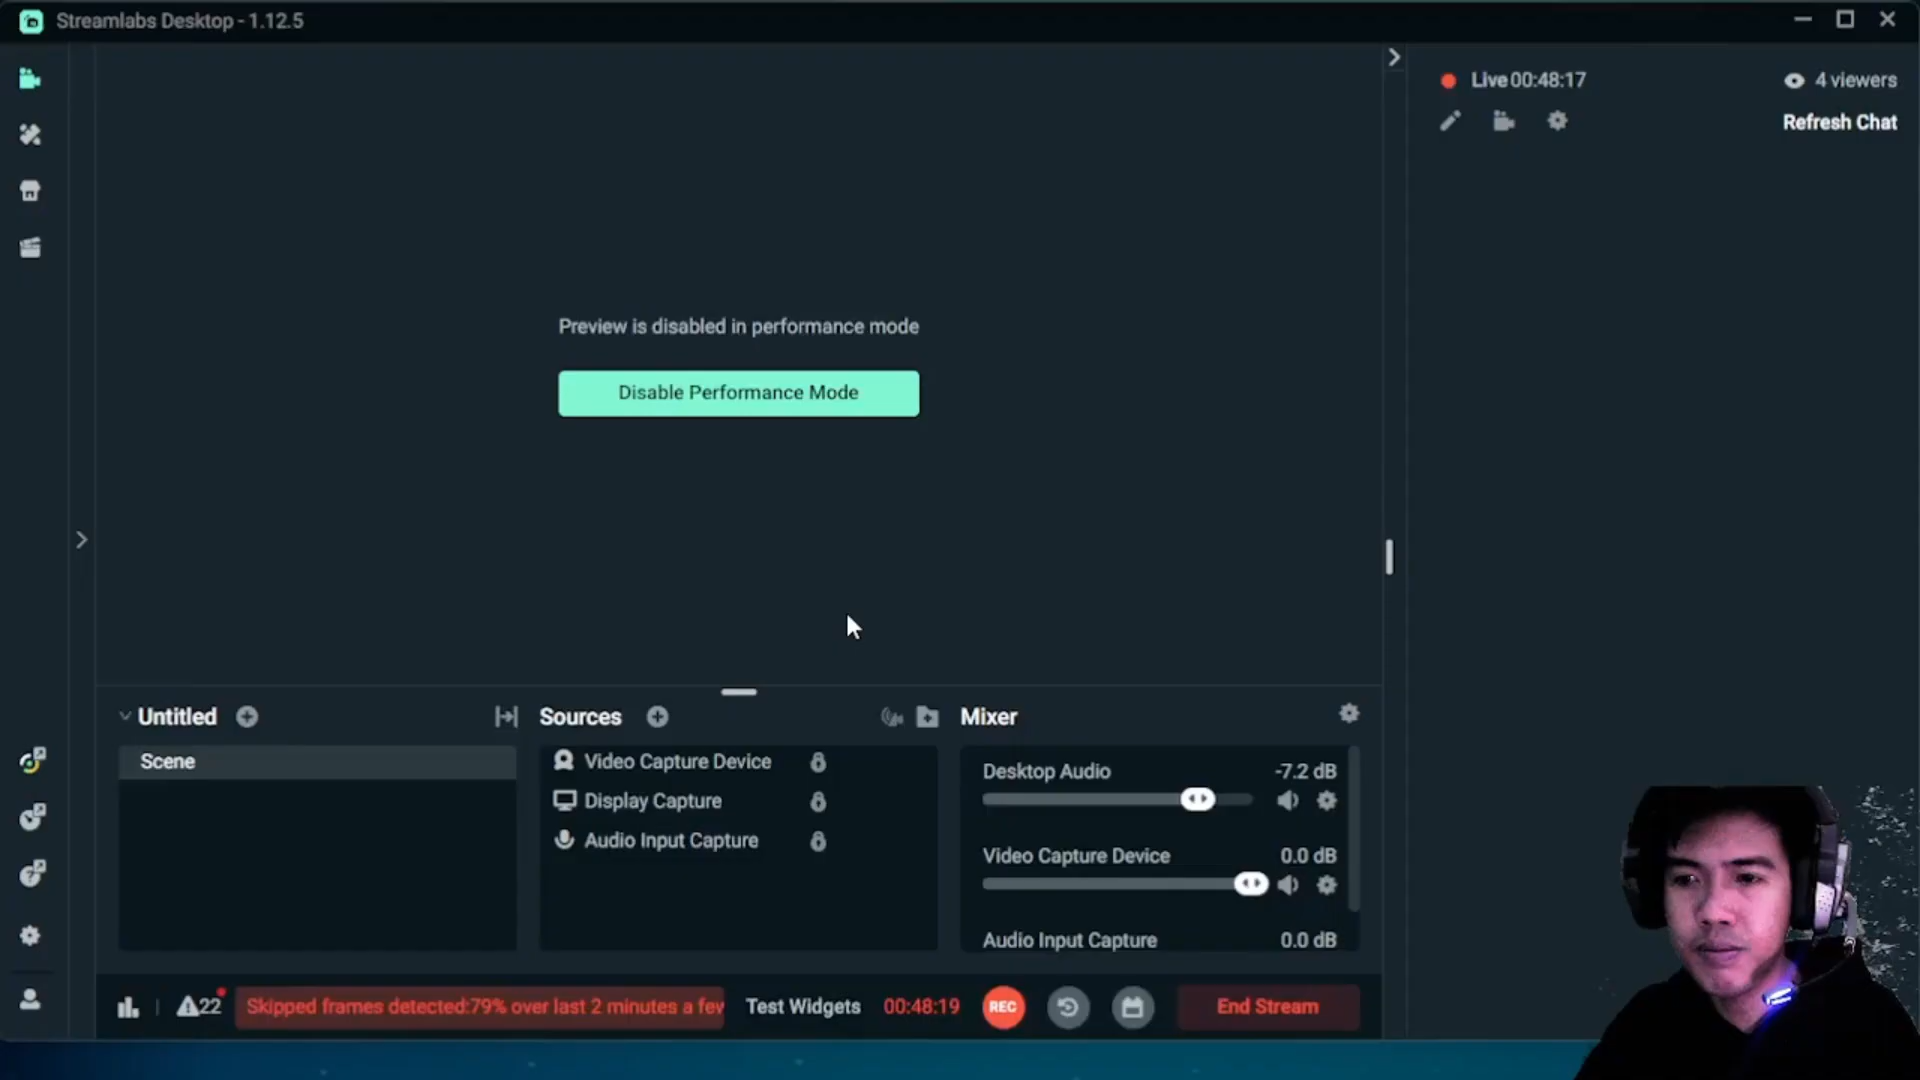 Streamlabs Desktop - 1.12.5
Live 00:48:17
4 viewers
Refresh Chat
Preview is disabled in performance mode
Disable Performance Mode
Untitled
Scene
Sources
Video Capture Device
Display Capture
Audio Input Capture
Mixer
Desktop Audio
-7.2 dB
Video Capture Device
0.0 dB
Audio Input Capture
0.0 dB
22
Skipped frames detected:79% over last 2 minutes a few
Test Widgets
00:48:19
REC
End Stream